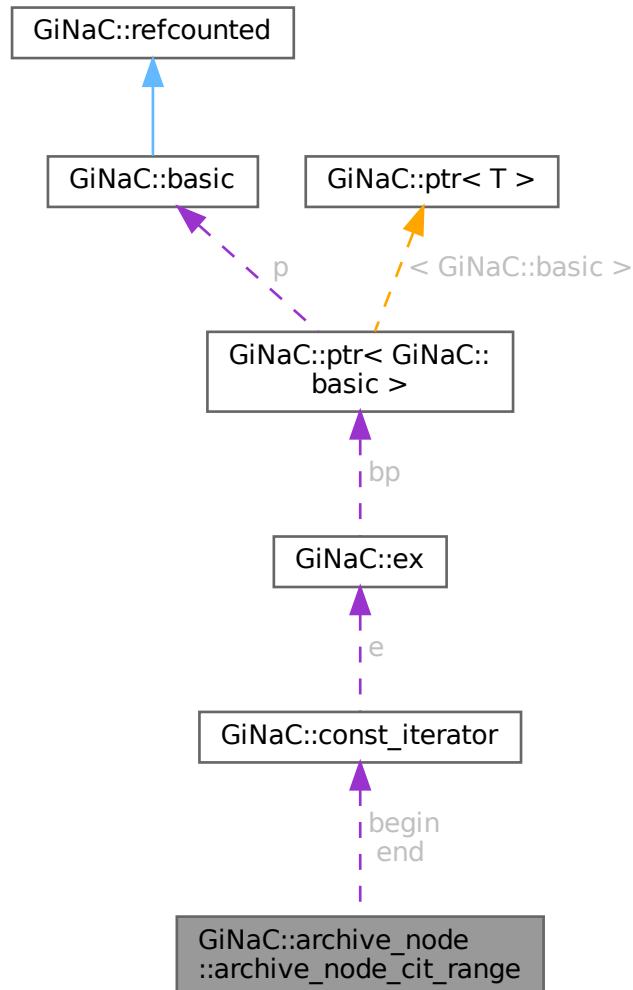 GiNaC::refcounted
GiNaC::basic
GiNaC::ptr< T >
p
< GiNaC::basic >
GiNaC::ptr< GiNaC::
basic >
bp
GiNaC::ex
e
GiNaC::const_iterator
begin
end
GiNaC::archive_node
::archive_node_cit_range